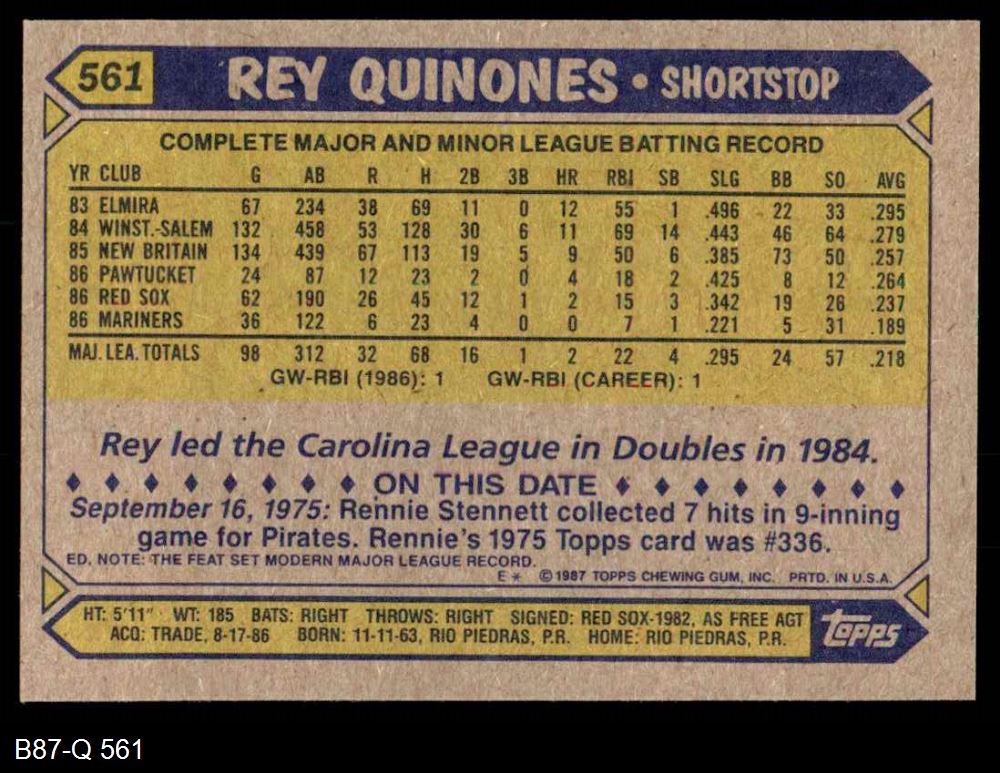 561 REY QUINONES • SHORTSTOP
COMPLETE MAJOR AND MINOR LEAGUE BATTING RECORD
YR CLUB G AB R H 2B 3B HR RBI SB SLG BB SO AVG
83 ELMIRA 67 234 38 69 11 0 12 55 1 .496 22 33 .295
84 WINST.-SALEM 132 458 53 128 30 6 11 69 14 .443 46 64 .279
85 NEW BRITAIN 134 439 67 113 19 5 9 50 6 .385 73 50 .257
86 PAWTUCKET 24 87 12 23 2 0 4 18 2 .425 8 12 .264
86 RED SOX 62 190 26 45 12 1 2 15 3 .342 19 26 .237
86 MARINERS 36 122 6 23 4 0 0 7 1 .221 5 31 .189
MAJ. LEA. TOTALS 98 312 32 68 16 1 2 22 4 .295 24 57 .218
GW-RBI (1986): 1 GW-RBI (CAREER): 1
Rey led the Carolina League in Doubles in 1984.
♦ ♦ ♦ ♦ ♦ ♦ ♦ ♦ ON THIS DATE ♦ ♦ ♦ ♦ ♦ ♦ ♦ ♦
September 16, 1975: Rennie Stennett collected 7 hits in 9-inning
game for Pirates. Rennie's 1975 Topps card was #336.
ED. NOTE: THE FEAT SET MODERN MAJOR LEAGUE RECORD.
E* © 1987 TOPPS CHEWING GUM, INC. PRTD. IN U.S.A.
HT: 5'11" WT: 185 BATS: RIGHT THROWS: RIGHT SIGNED: RED SOX-1982, AS FREE AGT
ACQ: TRADE, 8-17-86 BORN: 11-11-63, RIO PIEDRAS, P.R. HOME: RIO PIEDRAS, P.R.
topps
B87-Q 561